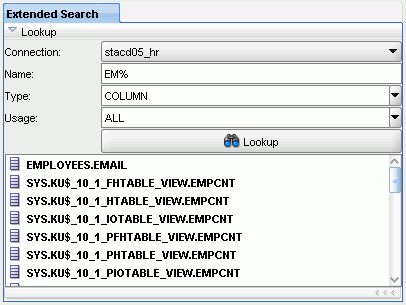 Extended Search
Lookup
Connection: stacd05_hr
Name: EM%
Type: COLUMN
Usage: ALL
Lookup
EMPLOYEES.EMAIL
SYS.KU$_10_1_FHTABLE_VIEW.EMPCNT
SYS.KU$_10_1_HTABLE_VIEW.EMPCNT
SYS.KU$_10_1_IOTABLE_VIEW.EMPCNT
SYS.KU$_10_1_PFHTABLE_VIEW.EMPCNT
SYS.KU$_10_1_PHTABLE_VIEW.EMPCNT
SYS.KU$_10_1_PIOTABLE_VIEW.EMPCNT